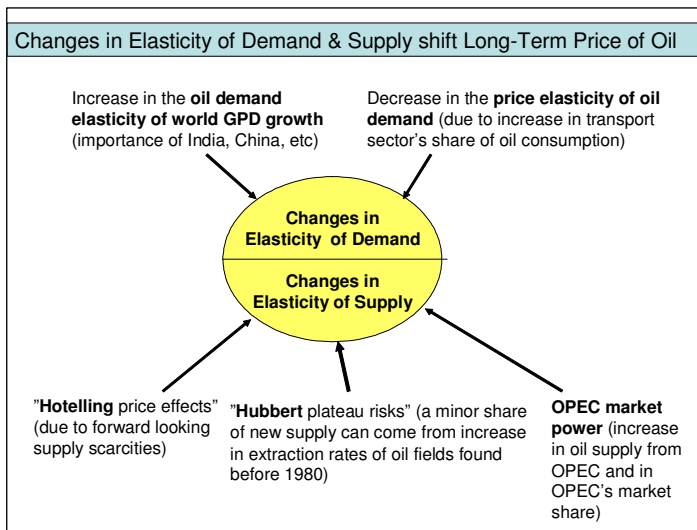 Changes in Elasticity of Demand & Supply shift Long-Term Price of Oil
Increase in the oil demand
elasticity of world GPD growth
(importance of India, China, etc)
Decrease in the price elasticity of oil
demand (due to increase in transport
sector's share of oil consumption)
Changes in
Elasticity of Demand
Changes in
Elasticity of Supply
"Hotelling price effects"
(due to forward looking
supply scarcities)
"Hubbert plateau risks" (a minor share
of new supply can come from increase
in extraction rates of oil fields found
before 1980)
OPEC market
power (increase
in oil supply from
OPEC and in
OPEC's market
share)